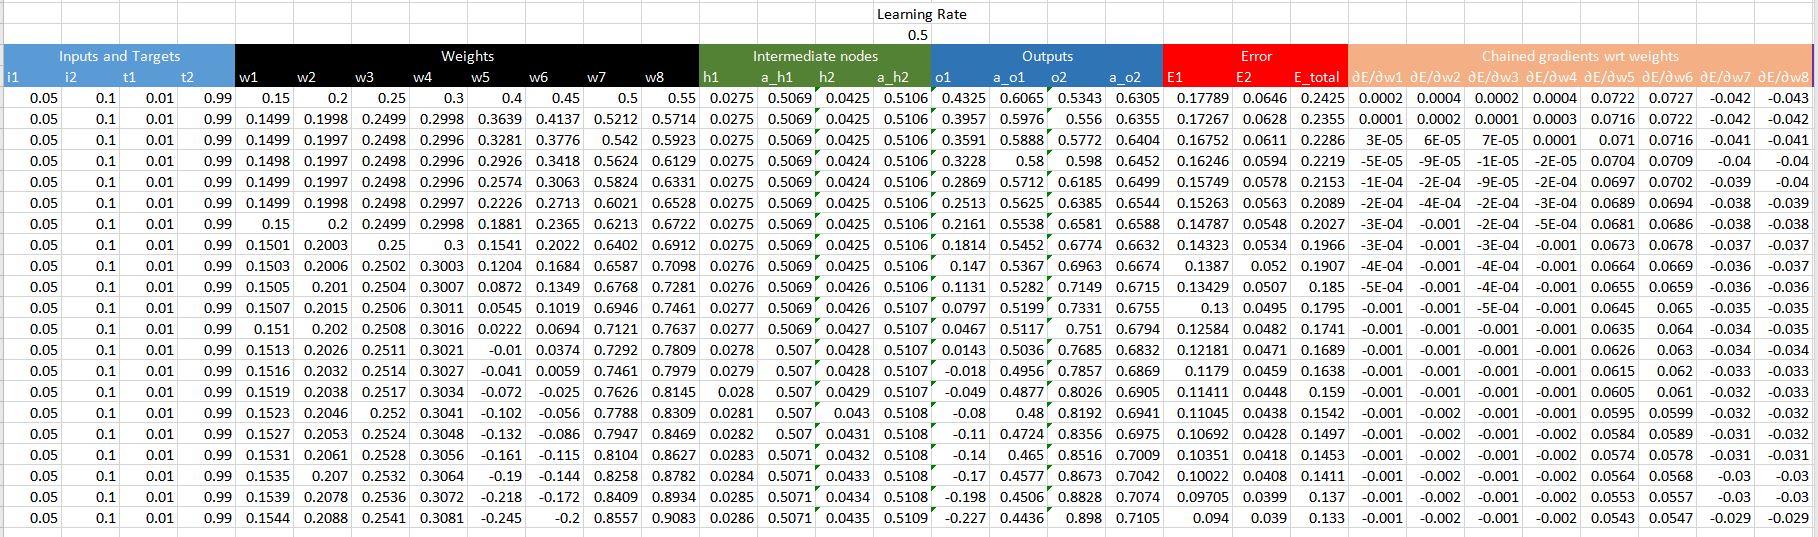 Learning Rate
0.5
Inputs and Targets Weights Intermediate nodes Outputs Error Chained gradients wrt weights
i1 i2 t1 t2 w1 w2 w3 w4 w5 w6 w7 w8 h1 a_h1 h2 a_h2 o1 a_o1 o2 a_o2 E1 E2 E_total ∂E/∂w1 ∂E/∂w2 ∂E/∂w3 ∂E/∂w4 ∂E/∂w5 ∂E/∂w6 ∂E/∂w7 ∂E/∂w8
0.05 0.1 0.01 0.99 0.15 0.2 0.25 0.3 0.4 0.45 0.5 0.55 0.0275 0.5069 0.0425 0.5106 0.4325 0.6065 0.5343 0.6305 0.17789 0.0646 0.2425 0.0002 0.0004 0.0002 0.0004 0.0722 0.0727 -0.042 -0.043
0.05 0.1 0.01 0.99 0.1499 0.1998 0.2499 0.2998 0.3639 0.4137 0.5212 0.5714 0.0275 0.5069 0.0425 0.5106 0.3957 0.5976 0.556 0.6355 0.17267 0.0628 0.2355 0.0001 0.0002 0.0001 0.0003 0.0716 0.0722 -0.042 -0.042
0.05 0.1 0.01 0.99 0.1499 0.1997 0.2498 0.2996 0.3281 0.3776 0.542 0.5923 0.0275 0.5069 0.0425 0.5106 0.3591 0.5888 0.5772 0.6404 0.16752 0.0611 0.2286 3E-05 6E-05 7E-05 0.0001 0.071 0.0716 -0.041 -0.041
0.05 0.1 0.01 0.99 0.1498 0.1997 0.2498 0.2996 0.2926 0.3418 0.5624 0.6129 0.0275 0.5069 0.0424 0.5106 0.3228 0.58 0.598 0.6452 0.16246 0.0594 0.2219 -5E-05 -9E-05 -1E-05 -2E-05 0.0704 0.0709 -0.04 -0.04
0.05 0.1 0.01 0.99 0.1499 0.1997 0.2498 0.2996 0.2574 0.3063 0.5824 0.6331 0.0275 0.5069 0.0424 0.5106 0.2869 0.5712 0.6185 0.6499 0.15749 0.0578 0.2153 -1E-04 -2E-04 -9E-05 -2E-04 0.0697 0.0702 -0.039 -0.04
0.05 0.1 0.01 0.99 0.1499 0.1998 0.2498 0.2997 0.2226 0.2713 0.6021 0.6528 0.0275 0.5069 0.0425 0.5106 0.2513 0.5625 0.6385 0.6544 0.15263 0.0563 0.2089 -2E-04 -4E-04 -2E-04 -3E-04 0.0689 0.0694 -0.038 -0.039
0.05 0.1 0.01 0.99 0.15 0.2 0.2499 0.2998 0.1881 0.2365 0.6213 0.6722 0.0275 0.5069 0.0425 0.5106 0.2161 0.5538 0.6581 0.6588 0.14787 0.0548 0.2027 -3E-04 -0.001 -2E-04 -5E-04 0.0681 0.0686 -0.038 -0.038
0.05 0.1 0.01 0.99 0.1501 0.2003 0.25 0.3 0.1541 0.2022 0.6402 0.6912 0.0275 0.5069 0.0425 0.5106 0.1814 0.5452 0.6774 0.6632 0.14323 0.0534 0.1966 -3E-04 -0.001 -3E-04 -0.001 0.0673 0.0678 -0.037 -0.037
0.05 0.1 0.01 0.99 0.1503 0.2006 0.2502 0.3003 0.1204 0.1684 0.6587 0.7098 0.0276 0.5069 0.0425 0.5106 0.147 0.5367 0.6963 0.6674 0.1387 0.052 0.1907 -4E-04 -0.001 -4E-04 -0.001 0.0664 0.0669 -0.036 -0.037
0.05 0.1 0.01 0.99 0.1505 0.201 0.2504 0.3007 0.0872 0.1349 0.6768 0.7281 0.0276 0.5069 0.0426 0.5106 0.1131 0.5282 0.7149 0.6715 0.13429 0.0507 0.185 -5E-04 -0.001 -4E-04 -0.001 0.0655 0.0659 -0.036 -0.036
0.05 0.1 0.01 0.99 0.1507 0.2015 0.2506 0.3011 0.0545 0.1019 0.6946 0.7461 0.0277 0.5069 0.0426 0.5107 0.0797 0.5199 0.7331 0.6755 0.13 0.0495 0.1795 -0.001 -0.001 -5E-04 -0.001 0.0645 0.065 -0.035 -0.035
0.05 0.1 0.01 0.99 0.151 0.202 0.2508 0.3016 0.0222 0.0694 0.7121 0.7637 0.0277 0.5069 0.0427 0.5107 0.0467 0.5117 0.751 0.6794 0.12584 0.0482 0.1741 -0.001 -0.001 -0.001 -0.001 0.0635 0.064 -0.034 -0.035
0.05 0.1 0.01 0.99 0.1513 0.2026 0.2511 0.3021 -0.01 0.0374 0.7292 0.7809 0.0278 0.507 0.0428 0.5107 0.0143 0.5036 0.7685 0.6832 0.12181 0.0471 0.1689 -0.001 -0.001 -0.001 -0.001 0.0626 0.063 -0.034 -0.034
0.05 0.1 0.01 0.99 0.1516 0.2032 0.2514 0.3027 -0.041 0.0059 0.7461 0.7979 0.0279 0.507 0.0428 0.5107 -0.018 0.4956 0.7857 0.6869 0.1179 0.0459 0.1638 -0.001 -0.001 -0.001 -0.001 0.0615 0.062 -0.033 -0.033
0.05 0.1 0.01 0.99 0.1519 0.2038 0.2517 0.3034 -0.072 -0.025 0.7626 0.8145 0.028 0.507 0.0429 0.5107 -0.049 0.4877 0.8026 0.6905 0.11411 0.0448 0.159 -0.001 -0.001 -0.001 -0.001 0.0605 0.061 -0.032 -0.033
0.05 0.1 0.01 0.99 0.1523 0.2046 0.252 0.3041 -0.102 -0.056 0.7788 0.8309 0.0281 0.507 0.043 0.5108 -0.08 0.48 0.8192 0.6941 0.11045 0.0438 0.1542 -0.001 -0.002 -0.001 -0.001 0.0595 0.0599 -0.032 -0.032
0.05 0.1 0.01 0.99 0.1527 0.2053 0.2524 0.3048 -0.132 -0.086 0.7947 0.8469 0.0282 0.507 0.0431 0.5108 -0.11 0.4724 0.8356 0.6975 0.10692 0.0428 0.1497 -0.001 -0.002 -0.001 -0.002 0.0584 0.0589 -0.031 -0.032
0.05 0.1 0.01 0.99 0.1531 0.2061 0.2528 0.3056 -0.161 -0.115 0.8104 0.8627 0.0283 0.5071 0.0432 0.5108 -0.14 0.465 0.8516 0.7009 0.10351 0.0418 0.1453 -0.001 -0.002 -0.001 -0.002 0.0574 0.0578 -0.031 -0.031
0.05 0.1 0.01 0.99 0.1535 0.207 0.2532 0.3064 -0.19 -0.144 0.8258 0.8782 0.0284 0.5071 0.0433 0.5108 -0.17 0.4577 0.8673 0.7042 0.10022 0.0408 0.1411 -0.001 -0.002 -0.001 -0.002 0.0564 0.0568 -0.03 -0.03
0.05 0.1 0.01 0.99 0.1539 0.2078 0.2536 0.3072 -0.218 -0.172 0.8409 0.8934 0.0285 0.5071 0.0434 0.5108 -0.198 0.4506 0.8828 0.7074 0.09705 0.0399 0.137 -0.001 -0.002 -0.001 -0.002 0.0553 0.0557 -0.03 -0.03
0.05 0.1 0.01 0.99 0.1544 0.2088 0.2541 0.3081 -0.245 -0.2 0.8557 0.9083 0.0286 0.5071 0.0435 0.5109 -0.227 0.4436 0.898 0.7105 0.094 0.039 0.133 -0.001 -0.002 -0.001 -0.002 0.0543 0.0547 -0.029 -0.029